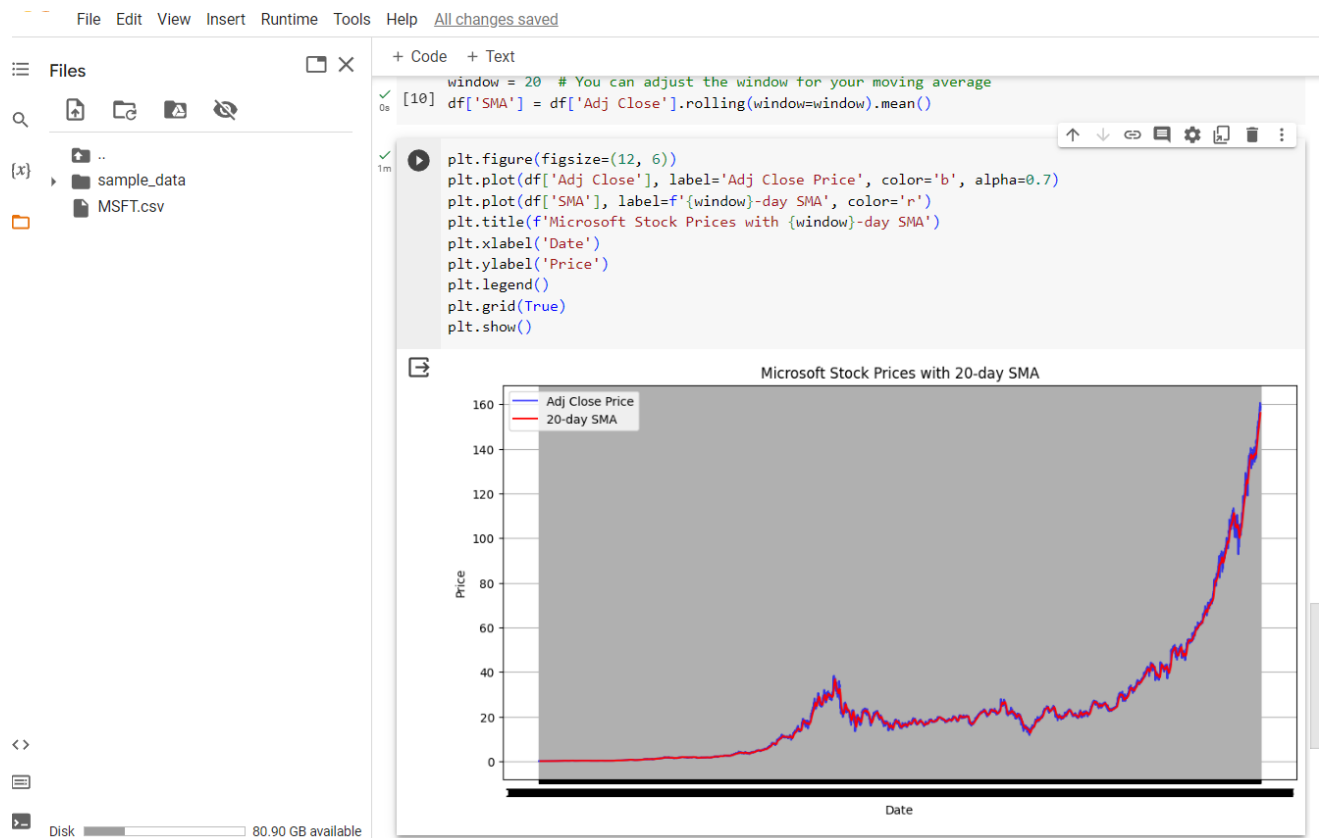 File Edit View Insert Runtime Tools Help All changes saved
Files
+ Code + Text
..
sample_data
MSFT.csv
{x}
<>
Disk 80.90 GB available
window = 20 # You can adjust the window for your moving average
0s
[10] df['SMA'] = df['Adj Close'].rolling(window=window).mean()
1m
plt.figure(figsize=(12, 6))
plt.plot(df['Adj Close'], label='Adj Close Price', color='b', alpha=0.7)
plt.plot(df['SMA'], label=f'{window}-day SMA', color='r')
plt.title(f'Microsoft Stock Prices with {window}-day SMA')
plt.xlabel('Date')
plt.ylabel('Price')
plt.legend()
plt.grid(True)
plt.show()
Microsoft Stock Prices with 20-day SMA
Adj Close Price
20-day SMA
160
140
120
100
80
60
40
20
0
Price
Date